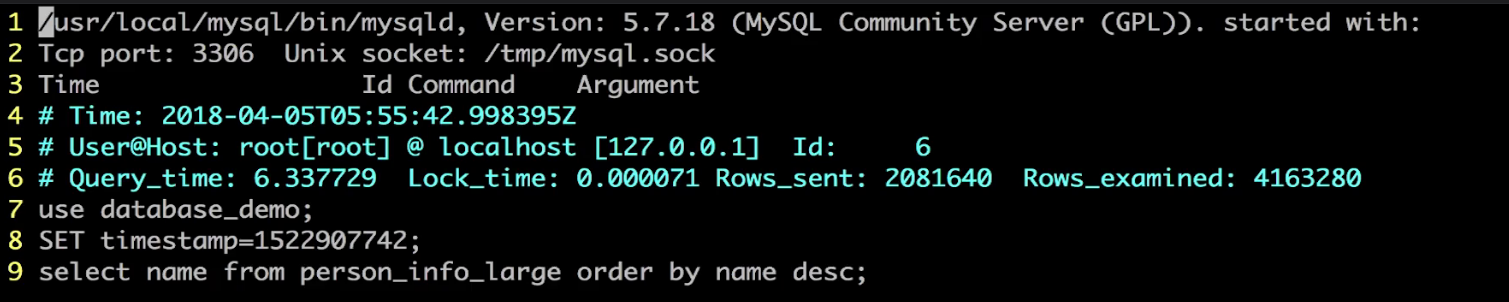 1 /usr/local/mysql/bin/mysqld, Version: 5.7.18 (MySQL Community Server (GPL)). started with:
2 Tcp port: 3306  Unix socket: /tmp/mysql.sock
3 Time                 Id Command    Argument
4 # Time: 2018-04-05T05:55:42.998395Z
5 # User@Host: root[root] @ localhost [127.0.0.1]  Id:     6
6 # Query_time: 6.337729  Lock_time: 0.000071 Rows_sent: 2081640  Rows_examined: 4163280
7 use database_demo;
8 SET timestamp=1522907742;
9 select name from person_info_large order by name desc;